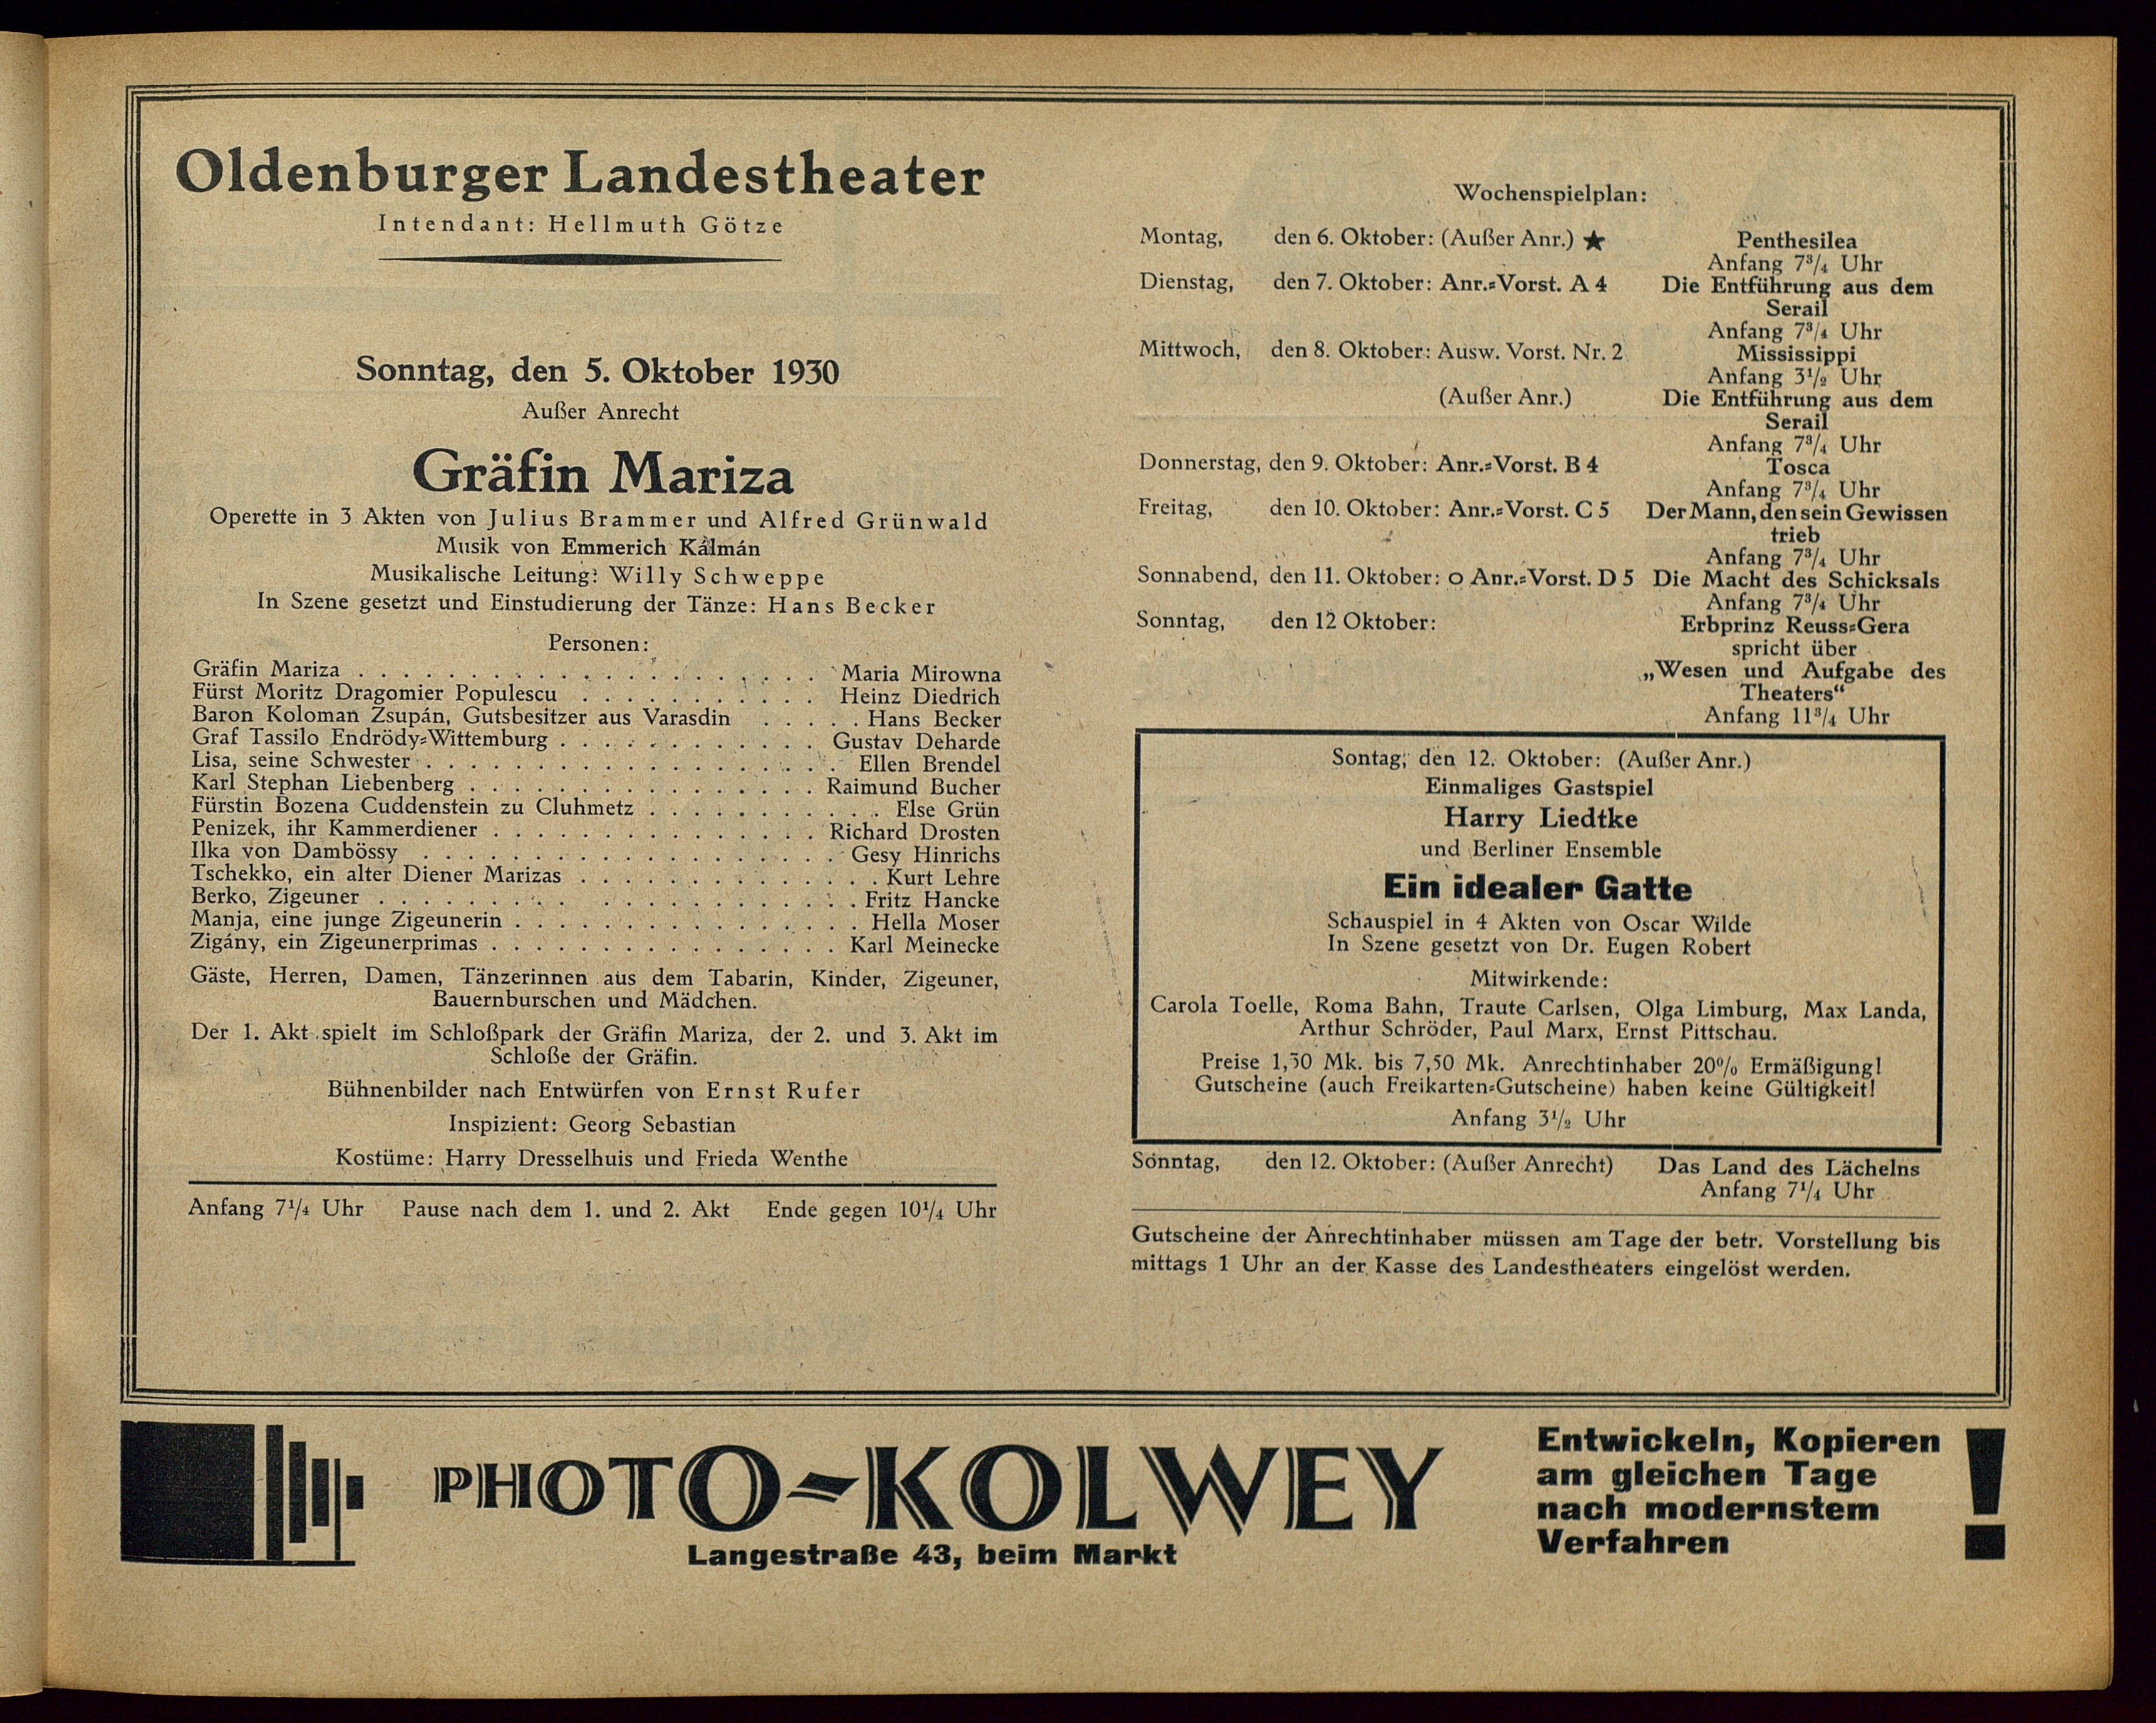 Oldenburger Landestheater
Intendant: Hellmuth Götze
Sonntag, den 5. Oktober 1930
Außer Anrecht
Gräfin Mariza
Operette in 3 Akten von Julius Brammer und Alfred Grünwald
Musik von Emmerich Kálmán
Musikalische Leitung: Willy Schweppe
In Szene gesetzt und Einstudierung der Tänze: Hans Becker
Personen:
Gräfin Mariza . . . . . . . . . . . . . . . . Maria Mirowna
Fürst Moritz Dragomier Populescu . . . . . . . . . Heinz Diedrich
Baron Koloman Zsupán, Gutsbesitzer aus Varasdin . . . . . Hans Becker
Graf Tassilo Endrödy=Wittemburg . . . . . . . . . . Gustav Deharde
Lisa, seine Schwester . . . . . . . . . . . . . . . Ellen Brendel
Karl Stephan Liebenberg . . . . . . . . . . . . . Raimund Bucher
Fürstin Bozena Cuddenstein zu Cluhmetz . . . . . . . . . Else Grün
Penizek, ihr Kammerdiener . . . . . . . . . . . . Richard Drosten
Ilka von Dambössy . . . . . . . . . . . . . . . Gesy Hinrichs
Tschekko, ein alter Diener Marizas . . . . . . . . . . . Kurt Lehre
Berko, Zigeuner . . . . . . . . . . . . . . . . Fritz Hancke
Manja, eine junge Zigeunerin . . . . . . . . . . . . . Hella Moser
Zigány, ein Zigeunerprimas . . . . . . . . . . . . . Karl Meinecke
Gäste, Herren, Damen, Tänzerinnen aus dem Tabarin, Kinder, Zigeuner,
Bauernburschen und Mädchen.
Der 1. Akt spielt im Schloßpark der Gräfin Mariza, der 2. und 3. Akt im
Schloße der Gräfin.
Bühnenbilder nach Entwürfen von Ernst Rufer
Inspizient: Georg Sebastian
Kostüme: Harry Dresselhuis und Frieda Wenthe
Anfang 7¹/₄ Uhr Pause nach dem 1. und 2. Akt Ende gegen 10¹/₄ Uhr
Wochenspielplan:
Montag, den 6. Oktober: (Außer Anr.) ★ Penthesilea
Anfang 7³/₄ Uhr
Dienstag, den 7. Oktober: Anr.=Vorst. A 4 Die Entführung aus dem
Serail
Anfang 7³/₄ Uhr
Mittwoch, den 8. Oktober: Ausw. Vorst. Nr. 2 Mississippi
Anfang 3¹/₂ Uhr
(Außer Anr.) Die Entführung aus dem
Serail
Anfang 7³/₄ Uhr
Donnerstag, den 9. Oktober: Anr.=Vorst. B 4 Tosca
Anfang 7³/₄ Uhr
Freitag, den 10. Oktober: Anr.=Vorst. C 5 Der Mann, den sein Gewissen
trieb
Anfang 7³/₄ Uhr
Sonnabend, den 11. Oktober: o Anr.=Vorst. D 5 Die Macht des Schicksals
Anfang 7³/₄ Uhr
Sonntag, den 12 Oktober: Erbprinz Reuss=Gera
spricht über
„Wesen und Aufgabe des
Theaters“
Anfang 11³/₄ Uhr
Sontag, den 12. Oktober: (Außer Anr.)
Einmaliges Gastspiel
Harry Liedtke
und Berliner Ensemble
Ein idealer Gatte
Schauspiel in 4 Akten von Oscar Wilde
In Szene gesetzt von Dr. Eugen Robert
Mitwirkende:
Carola Toelle, Roma Bahn, Traute Carlsen, Olga Limburg, Max Landa,
Arthur Schröder, Paul Marx, Ernst Pittschau.
Preise 1,50 Mk. bis 7,50 Mk. Anrechtinhaber 20% Ermäßigung!
Gutscheine (auch Freikarten=Gutscheine) haben keine Gültigkeit!
Anfang 3¹/₂ Uhr
Sonntag, den 12. Oktober: (Außer Anrecht) Das Land des Lächelns
Anfang 7¹/₄ Uhr
Gutscheine der Anrechtinhaber müssen am Tage der betr. Vorstellung bis
mittags 1 Uhr an der Kasse des Landestheaters eingelöst werden.
PHOTO-KOLWEY
Langestraße 43, beim Markt
Entwickeln, Kopieren
am gleichen Tage
nach modernstem
Verfahren !